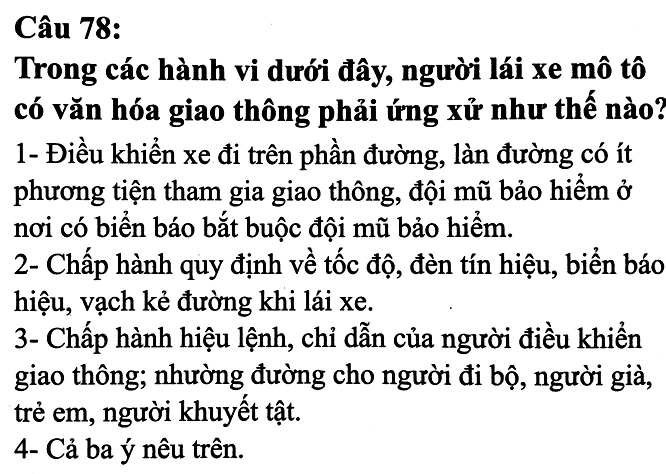 Câu 78:
Trong các hành vi dưới đây, người lái xe mô tô
có văn hóa giao thông phải ứng xử như thế nào?
1- Điều khiển xe đi trên phần đường, làn đường có ít
phương tiện tham gia giao thông, đội mũ bảo hiểm ở
nơi có biển báo bắt buộc đội mũ bảo hiểm.
2- Chấp hành quy định về tốc độ, đèn tín hiệu, biển báo
hiệu, vạch kẻ đường khi lái xe.
3- Chấp hành hiệu lệnh, chỉ dẫn của người điều khiển
giao thông; nhường đường cho người đi bộ, người già,
trẻ em, người khuyết tật.
4- Cả ba ý nêu trên.